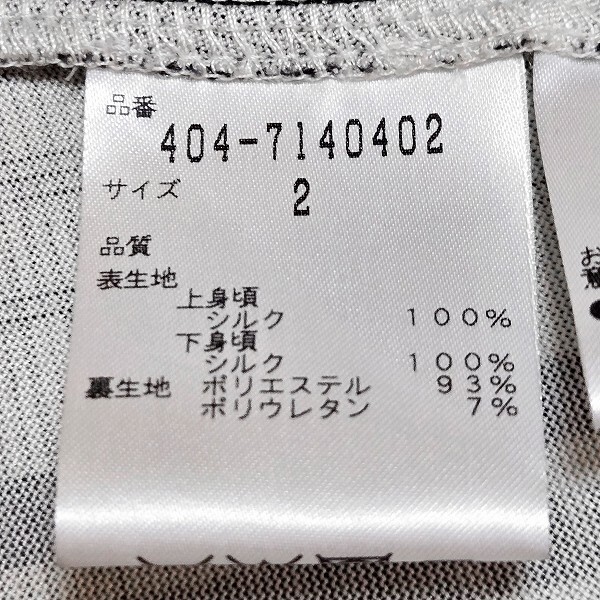 品番
404-7140402
サイズ 2
品質
表生地
上身頃
シルク 100%
下身頃
シルク 100%
裏生地 ポリエステル 93%
ポリウレタン 7%
お